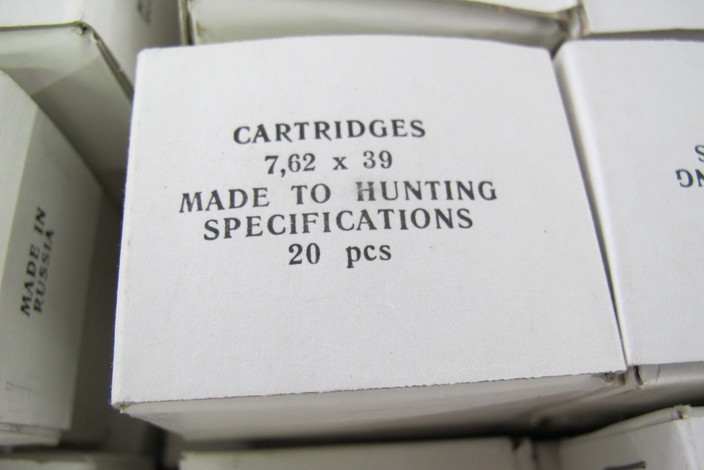 CARTRIDGES
7,62 x 39
MADE TO HUNTING
SPECIFICATIONS
20 pcs
MADE IN
RUSSIA